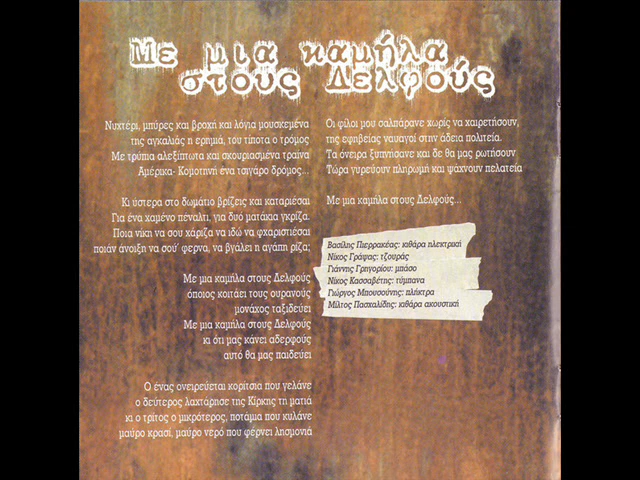 Με μια καμήλα
στους Δελφούς
Νυχτέρι, μπύρες και βροχή και λόγια μουσκεμένα
της αγκαλιάς η ερημιά, του τίποτα ο τρόμος
Με τρύπια αλεξίπτωτα και σκουριασμένα τραίνα
Αμέρικα- Κομοτηνή ένα τσιγάρο δρόμος...
Κι ύστερα στο δωμάτιο βρίζεις και καταριέσαι
Για ένα χαμένο πέναλτι, για δυό ματάκια γκρίζα.
Ποια νίκη να σου χάριζα να ιδώ να φχαριστιέσαι
ποιάν άνοιξη να σού' φερνα, να βγάλει η αγάπη ρίζα;
Με μια καμήλα στους Δελφούς
όποιος κοιτάει τους ουρανούς
μονάχος ταξιδεύει
Με μια καμήλα στους Δελφούς
κι ότι μας κάνει αδερφούς
αυτό θα μας παιδεύει
Ο ένας ονειρεύεται κορίτσια που γελάνε
ο δεύτερος λαχτάρησε της Κίρκης τη ματιά
κι ο τρίτος ο μικρότερος, ποτάμια που κυλάνε
μαύρο κρασί, μαύρο νερό που φέρνει λησμονιά
Οι φίλοι μου σαλπάρανε χωρίς να χαιρετήσουν,
της εφηβείας ναυαγοί στην άδεια πολιτεία.
Τα όνειρα ξυπνήσανε και δε θα μας ρωτήσουν
Τώρα γυρεύουν πληρωμή και ψάχνουν πελατεία
Με μια καμήλα στους Δελφούς...
Βασίλης Πιερρακέας: κιθάρα ηλεκτρική
Νίκος Γράψας: τζουράς
Γιάννης Γρηγορίου: μπάσο
Νίκος Κασσαβέτης: τύμπανα
Γιώργος Μπουσούνης: πλήκτρα
Μίλτος Πασχαλίδης: κιθάρα ακουστική